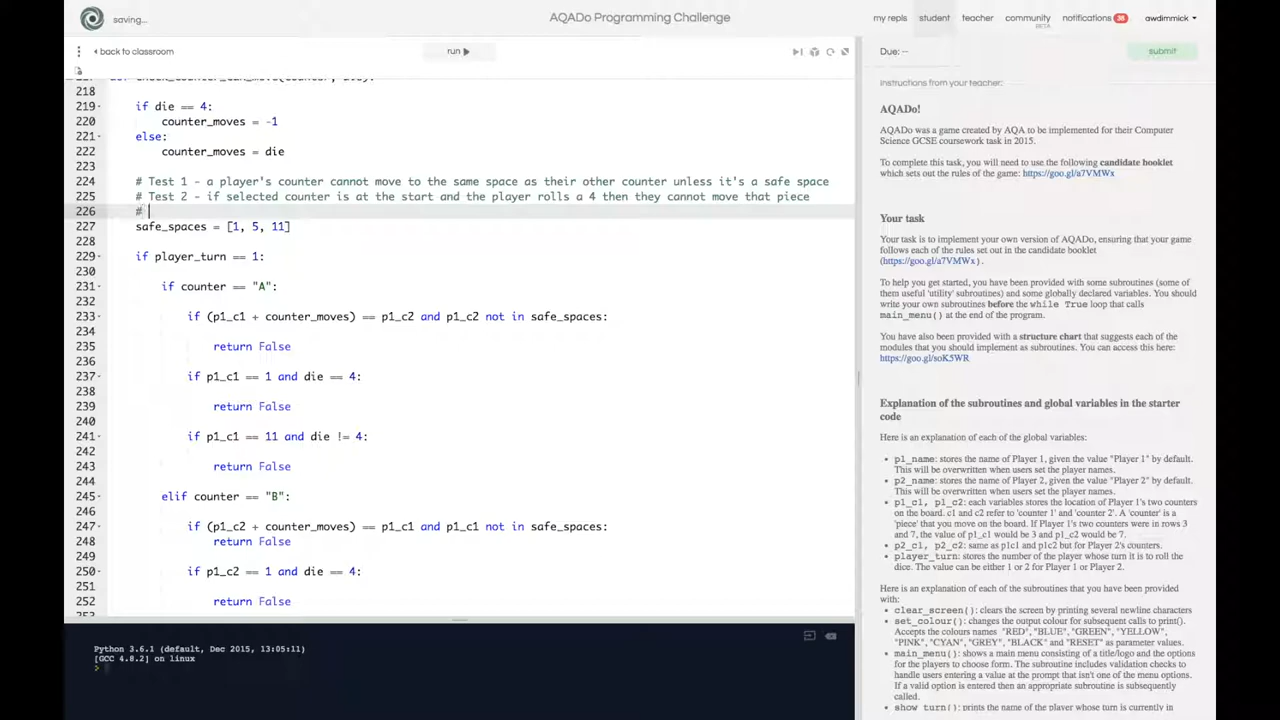 saving...
AQADo Programming Challenge
my repls
student
teacher
community
BETA
notifications 36
awdimmick
back to classroom
run
Due: --
submit
218
219 if die == 4:
220 counter_moves = -1
221 else:
222 counter_moves = die
223
224 # Test 1 - a player's counter cannot move to the same space as their other counter unless it's a safe space
225 # Test 2 - if selected counter is at the start and the player rolls a 4 then they cannot move that piece
226 #
227 safe_spaces = [1, 5, 11]
228
229 if player_turn == 1:
230
231 if counter == "A":
232
233 if (p1_c1 + counter_moves) == p1_c2 and p1_c2 not in safe_spaces:
234
235 return False
236
237 if p1_c1 == 1 and die == 4:
238
239 return False
240
241 if p1_c1 == 11 and die != 4:
242
243 return False
244
245 elif counter == "B":
246
247 if (p1_c2 + counter_moves) == p1_c1 and p1_c1 not in safe_spaces:
248 return False
249
250 if p1_c2 == 1 and die == 4:
251
252 return False
Python 3.6.1 (default, Dec 2015, 13:05:11)
[GCC 4.8.2] on linux
>
Instructions from your teacher:
AQADo!
AQADo was a game created by AQA to be implemented for their Computer
Science GCSE coursework task in 2015.
To complete this task, you will need to use the following candidate booklet
which sets out the rules of the game: https://goo.gl/a7VMWx
Your task
Your task is to implement your own version of AQADo, ensuring that your game
follows each of the rules set out in the candidate booklet
(https://goo.gl/a7VMWx).
To help you get started, you have been provided with some subroutines (some of
them useful 'utility' subroutines) and some globally declared variables. You should
write your own subroutines before the while True loop that calls
main_menu() at the end of the program.
You have also been provided with a structure chart that suggests each of the
modules that you should implement as subroutines. You can access this here:
https://goo.gl/soK5WR
Explanation of the subroutines and global variables in the starter
code
Here is an explanation of each of the global variables:
• p1_name: stores the name of Player 1, given the value "Player 1" by default.
This will be overwritten when users set the player names.
• p2_name: stores the name of Player 2, given the value "Player 2" by default.
This will be overwritten when users set the player names.
• p1_c1, p1_c2: each variables stores the location of Player 1's two counters
on the board. c1 and c2 refer to 'counter 1' and 'counter 2'. A 'counter' is a
'piece' that you move on the board. If Player 1's two counters were in rows 3
and 7, the value of p1_c1 would be 3 and p1_c2 would be 7.
• p2_c1, p2_c2: same as p1c1 and p1c2 but for Player 2's counters.
• player_turn: stores the number of the player whose turn it is to roll the
dice. The value can be either 1 or 2 for Player 1 or Player 2.
Here is an explanation of each of the subroutines that you have been provided
with:
• clear_screen(): clears the screen by printing several newline characters
• set_colour(): changes the output colour for subsequent calls to print().
Accepts the colours names "RED", "BLUE", "GREEN", "YELLOW",
"PINK", "CYAN", "GREY", "BLACK and "RESET" as parameter values.
• main_menu(): shows a main menu consisting of a title/logo and the options
for the players to choose form. The subroutine includes validation checks to
handle users entering a value at the prompt that isn't one of the menu options.
If a valid option is entered then an appropriate subroutine is subsequently
called.
• show_turn(): prints the name of the player whose turn is currently in